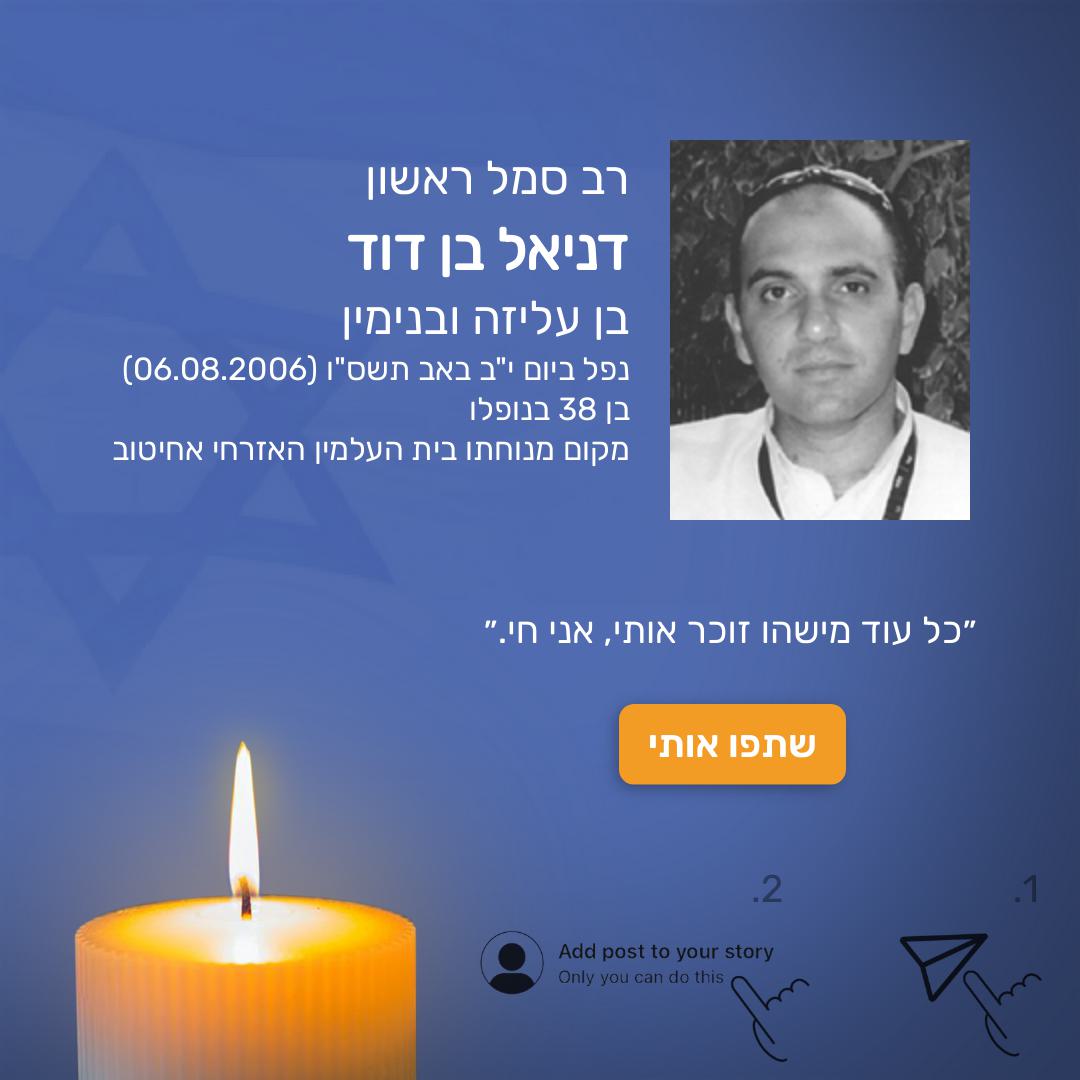 רב סמל ראשון
דניאל בן דוד
בן עליזה ובנימין
נפל ביום י"ב באב תשס"ו (06.08.2006)
בן 38 בנופלו
מקום מנוחתו בית העלמין האזרחי אחיטוב
״כל עוד מישהו זוכר אותי, אני חי.״
שתפו אותי
1.
2.
Add post to your story
Only you can do this